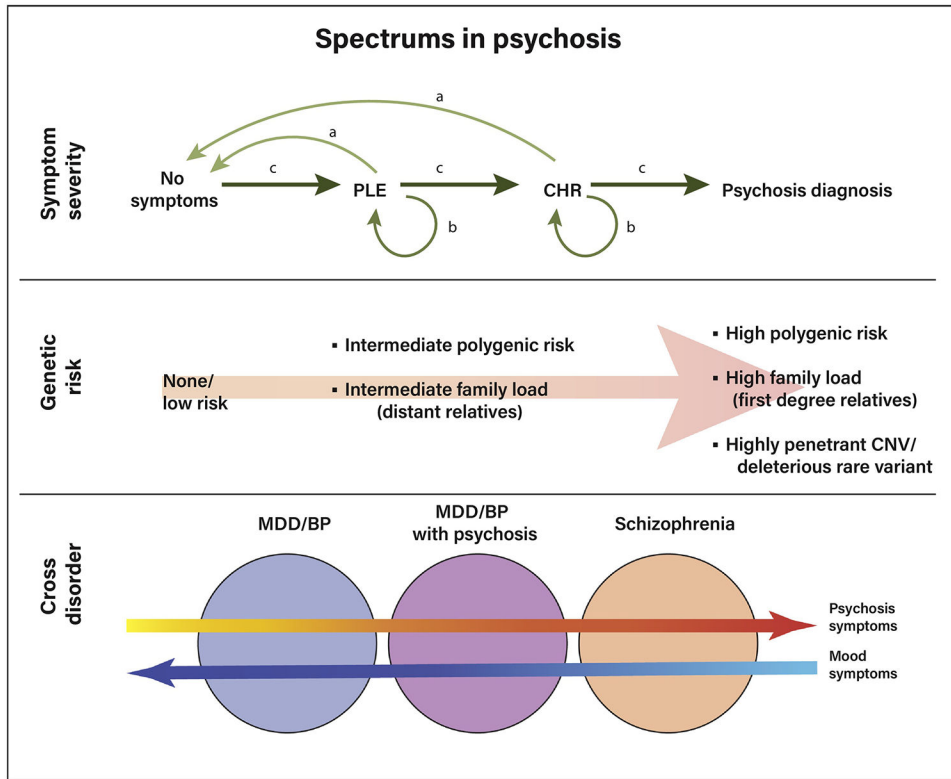 Spectrums in psychosis
Symptom
severity
a
a
No
symptoms
c
PLE
c
CHR
c
Psychosis diagnosis
b
b
Genetic
risk
None/
low risk
▪ Intermediate polygenic risk
▪ Intermediate family load
(distant relatives)
▪ High polygenic risk
▪ High family load
(first degree relatives)
▪ Highly penetrant CNV/
deleterious rare variant
Cross
disorder
MDD/BP
MDD/BP
with psychosis
Schizophrenia
Psychosis
symptoms
Mood
symptoms